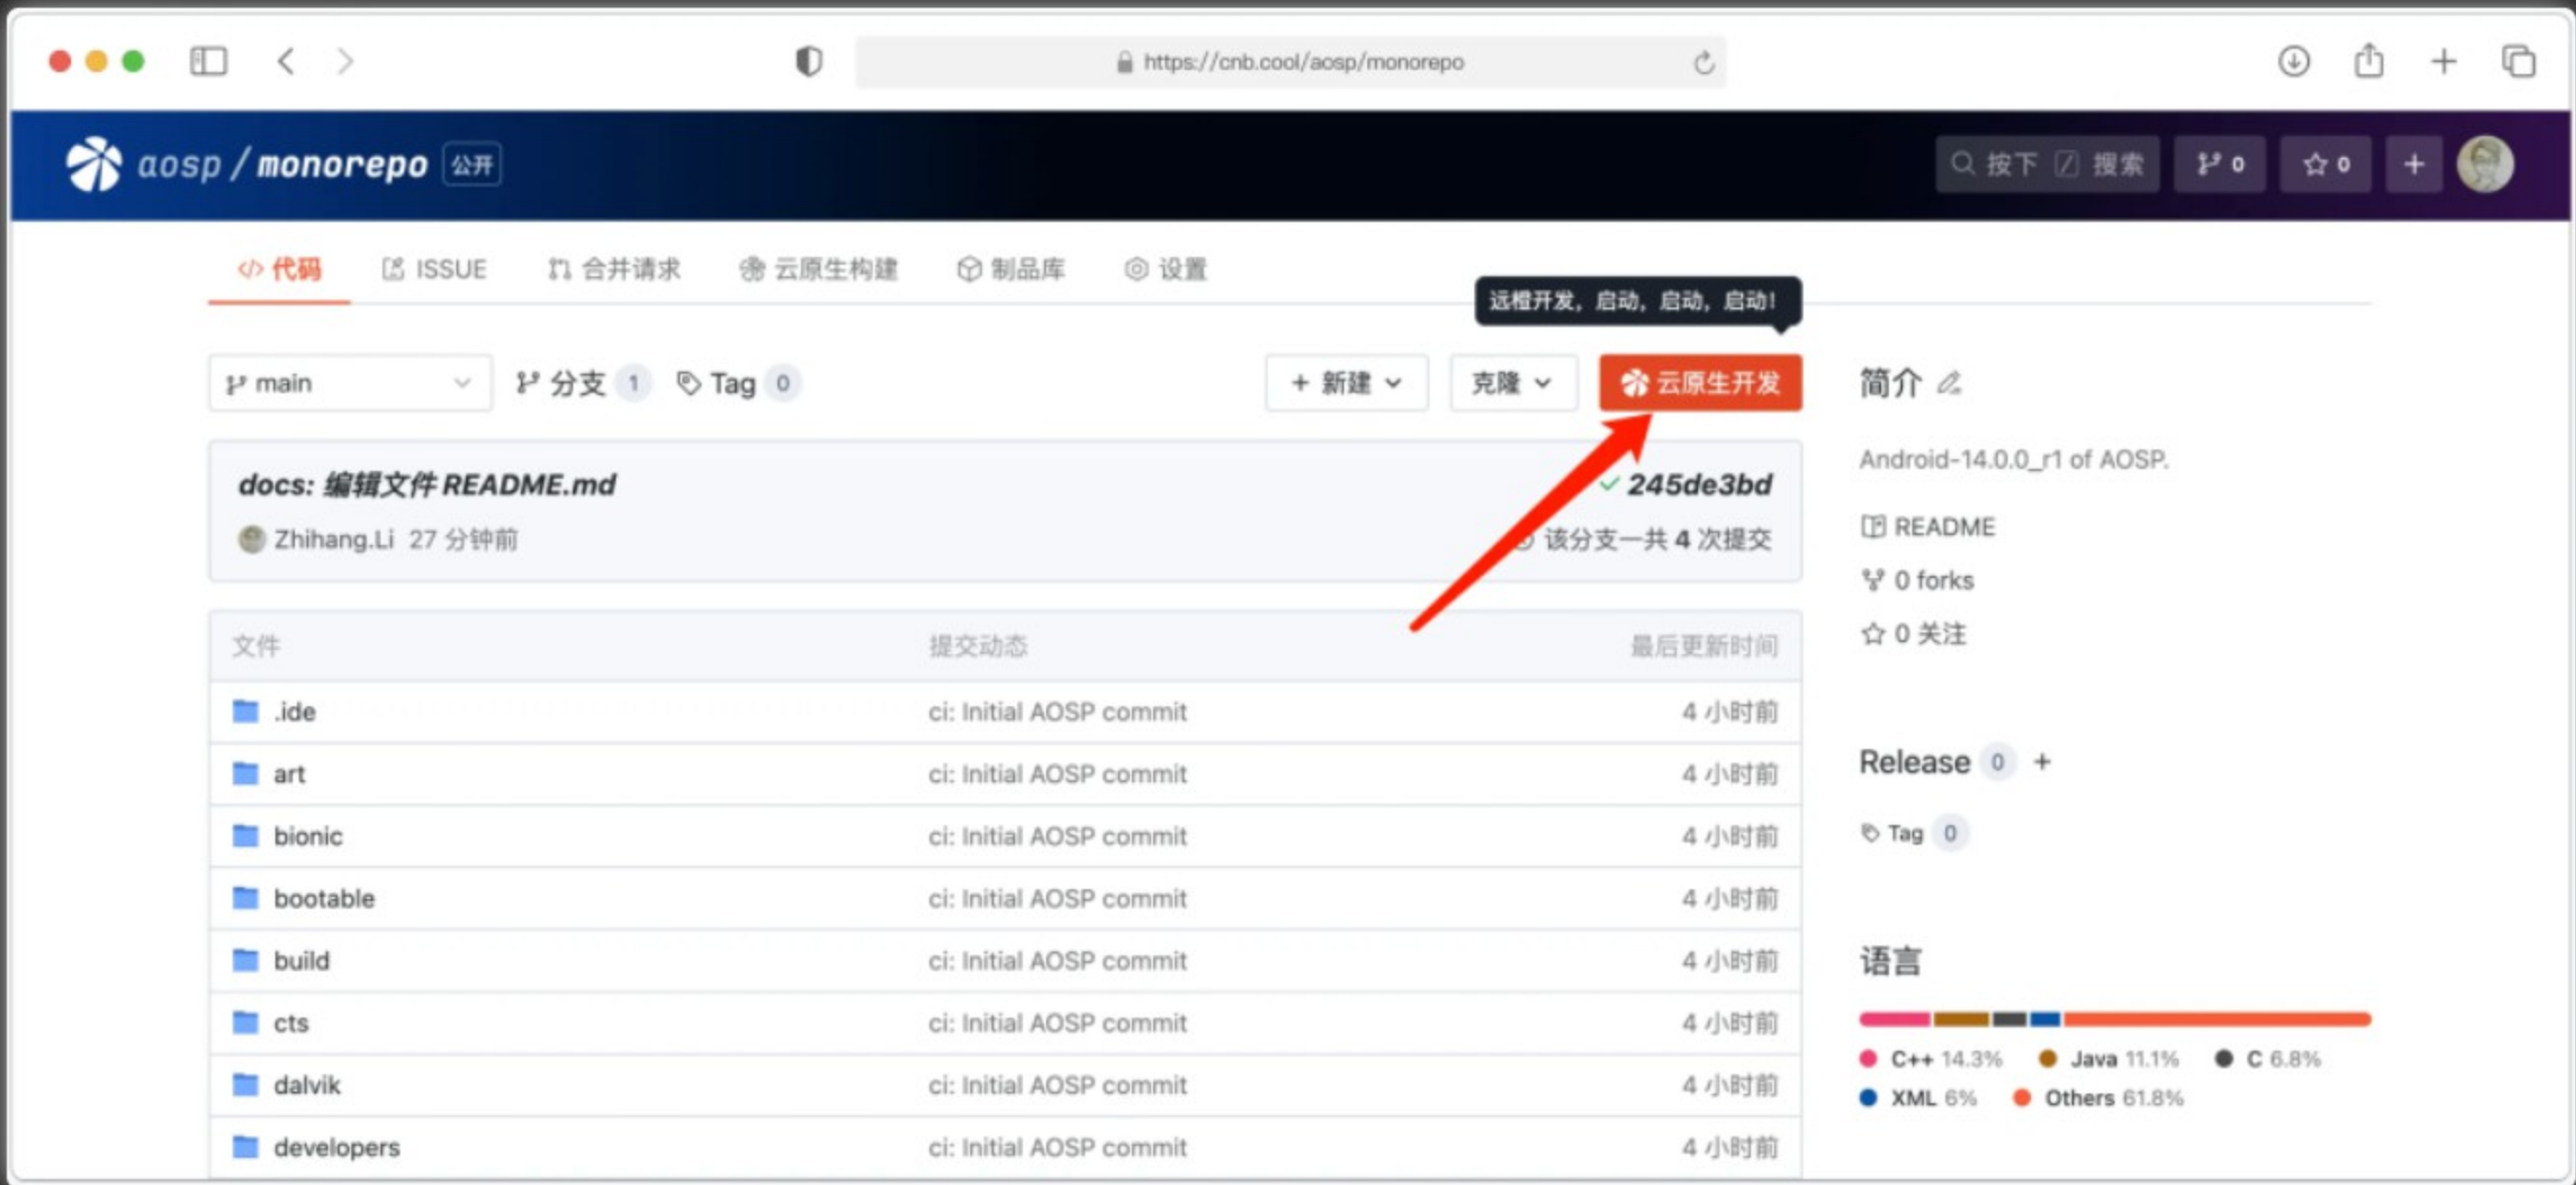 https://cnb.cool/aosp/monorepo
aosp / monorepo 公开
按下 / 搜索 0 0 +
代码 ISSUE 合并请求 云原生构建 制品库 设置
远橙开发，启动，启动，启动！
main 分支 1 Tag 0
+ 新建 克隆 云原生开发
docs: 编辑文件 README.md 245de3bd
Zhihang.Li 27 分钟前 该分支一共 4 次提交
文件 提交动态 最后更新时间
.ide ci: Initial AOSP commit 4 小时前
art ci: Initial AOSP commit 4 小时前
bionic ci: Initial AOSP commit 4 小时前
bootable ci: Initial AOSP commit 4 小时前
build ci: Initial AOSP commit 4 小时前
cts ci: Initial AOSP commit 4 小时前
dalvik ci: Initial AOSP commit 4 小时前
developers ci: Initial AOSP commit 4 小时前
简介
Android-14.0.0_r1 of AOSP.
README
0 forks
0 关注
Release 0 +
Tag 0
语言
C++ 14.3% Java 11.1% C 6.8%
XML 6% Others 61.8%